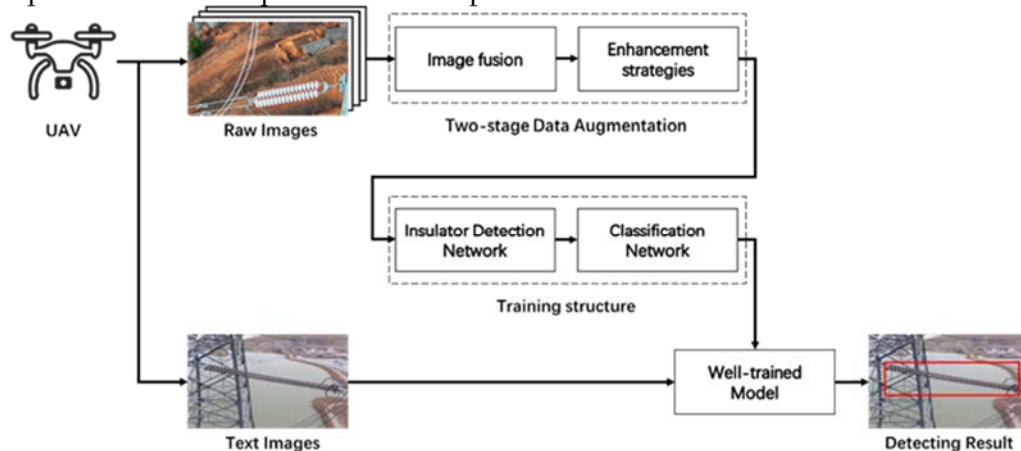 UAV
Raw Images
Image fusion
Enhancement
strategies
Two-stage Data Augmentation
Insulator Detection
Network
Classification
Network
Training structure
Text Images
Well-trained
Model
Detecting Result